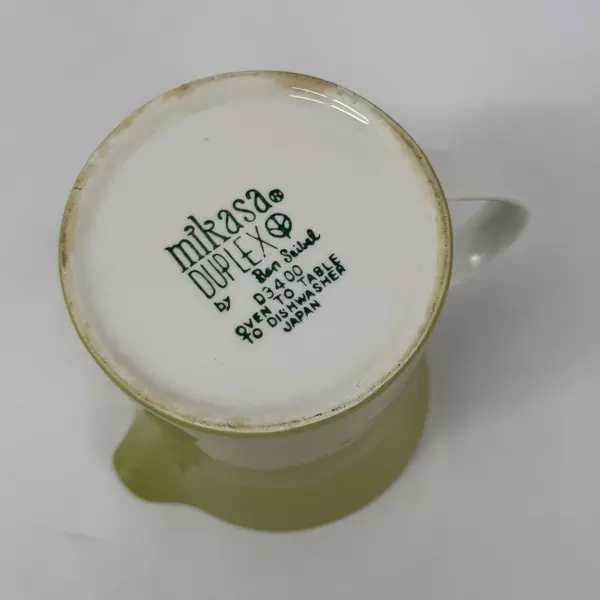 mikasa®
DUPLEX
by Ben Seibel
D3400
OVEN TO TABLE
TO DISHWASHER
JAPAN